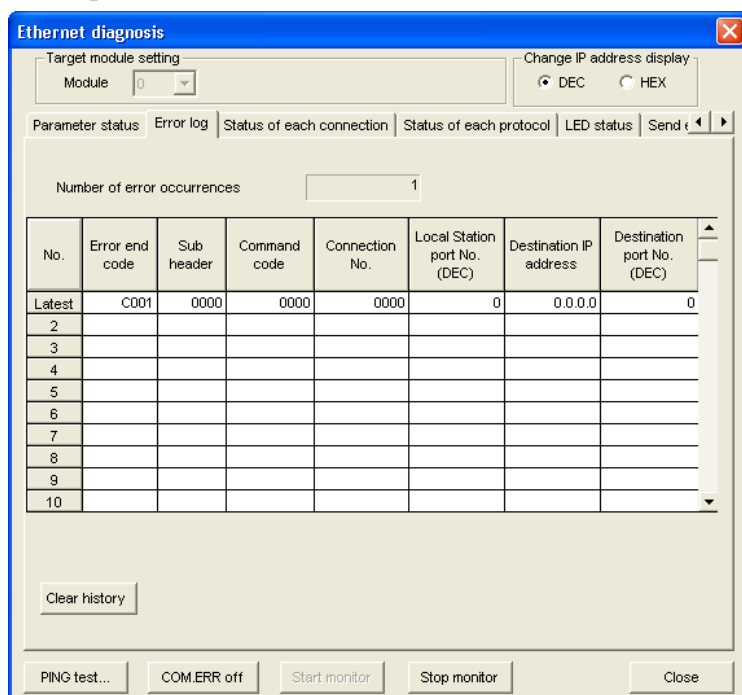 Ethernet diagnosis
Target module setting
Change IP address display
Module 0
DEC HEX
Parameter status Error log Status of each connection Status of each protocol LED status Send
Number of error occurrences 1
No. Error end code Sub header Command code Connection No. Local Station port No. (DEC) Destination IP address Destination port No. (DEC)
Latest C001 0000 0000 0000 0 0.0.0.0 0
2
3
4
5
6
7
8
9
10
Clear history
PING test... COM.ERR off Start monitor Stop monitor Close